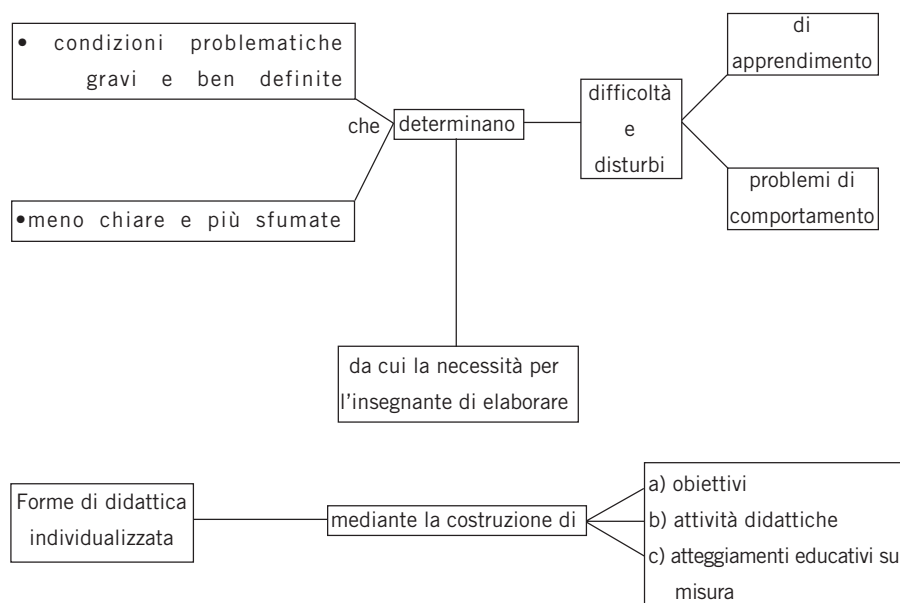 • condizioni problematiche
gravi e ben definite
•meno chiare e più sfumate
che
determinano
difficoltà
e
disturbi
di
apprendimento
problemi di
comportamento
da cui la necessità per
l'insegnante di elaborare
Forme di didattica
individualizzata
mediante la costruzione di
a) obiettivi
b) attività didattiche
c) atteggiamenti educativi su
misura